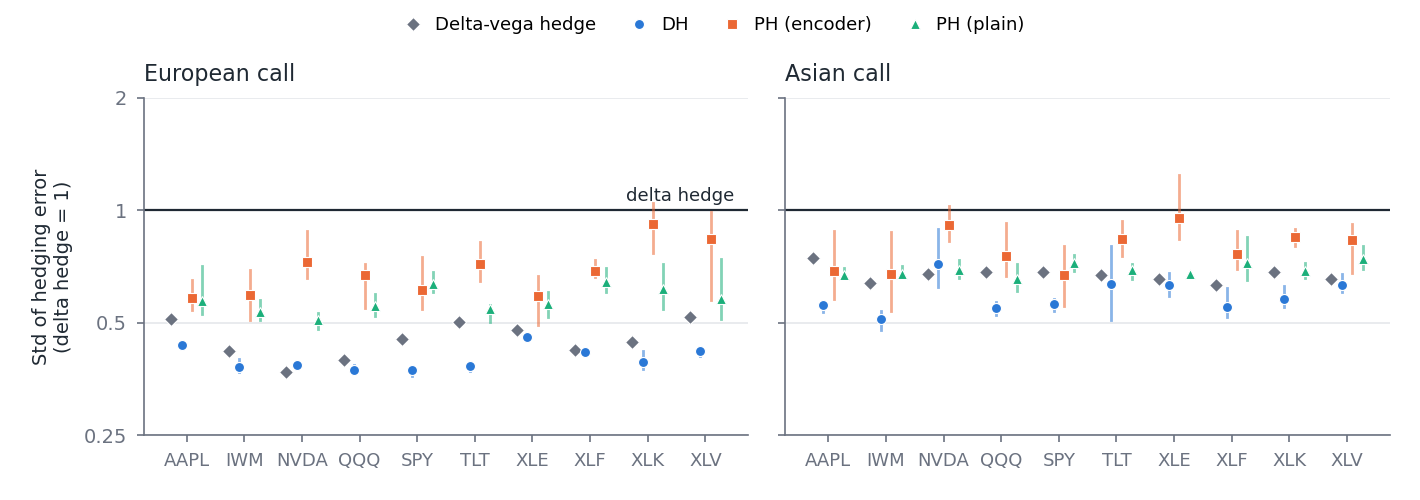 Delta-vega hedge DH PH (encoder) PH (plain)
European call
Asian call
Std of hedging error
(delta hedge = 1)
2
1
0.5
0.25
delta hedge
AAPL IWM NVDA QQQ SPY TLT XLE XLF XLK XLV
AAPL IWM NVDA QQQ SPY TLT XLE XLF XLK XLV